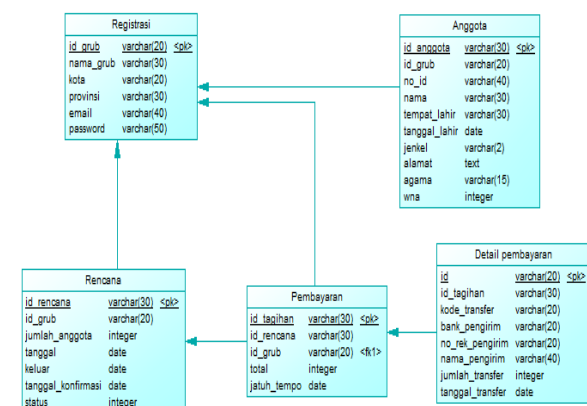 Registrasi
id_grub varchar(20) <pk>
nama_grub varchar(30)
kota varchar(20)
provinsi varchar(30)
email varchar(40)
password varchar(50)
Anggota
id_anggota varchar(30) <pk>
id_grub varchar(20)
no_id varchar(40)
nama varchar(30)
tempat_lahir varchar(30)
tanggal_lahir date
jenkel varchar(2)
alamat text
agama varchar(15)
wna integer
Rencana
id_rencana varchar(30) <pk>
id_grub varchar(20)
jumlah_anggota integer
tanggal date
keluar date
tanggal_konfirmasi date
status integer
Pembayaran
id_tagihan varchar(30) <pk>
id_rencana varchar(30)
id_grub varchar(20) <fk1>
total integer
jatuh_tempo date
Detail pembayaran
id varchar(20) <pk>
id_tagihan varchar(30)
kode_transfer varchar(20)
bank_pengirim varchar(20)
no_rek_pengirim varchar(20)
nama_pengirim varchar(40)
jumlah_transfer integer
tanggal_transfer date